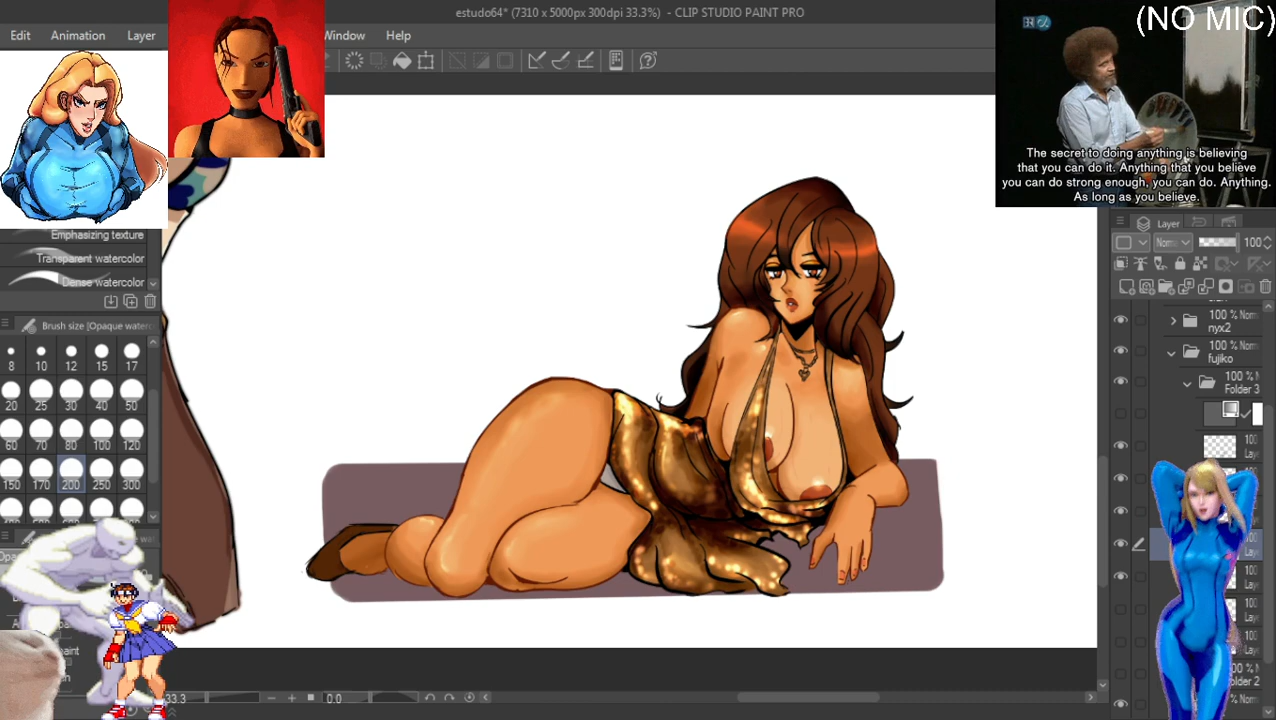 estudo64* (7310 x 5000px 300dpi 33.3%) - CLIP STUDIO PAINT PRO
(NO MIC)
Edit Animation Layer Window Help
The secret to doing anything is believing
that you can do it. Anything that you believe
you can do strong enough, you can do. Anything.
As long as you believe.
Emphasizing texture
Transparent watercolor
Dense watercolor
Brush size [Opaque water
8 10 12 15 17
20 25 30 40 50
60 70 80 100 120
150 170 200 250 300
Layer
100
100 %
nyx2
100 %
fujiko
100 %
Folder 3
100
33.3
0.0